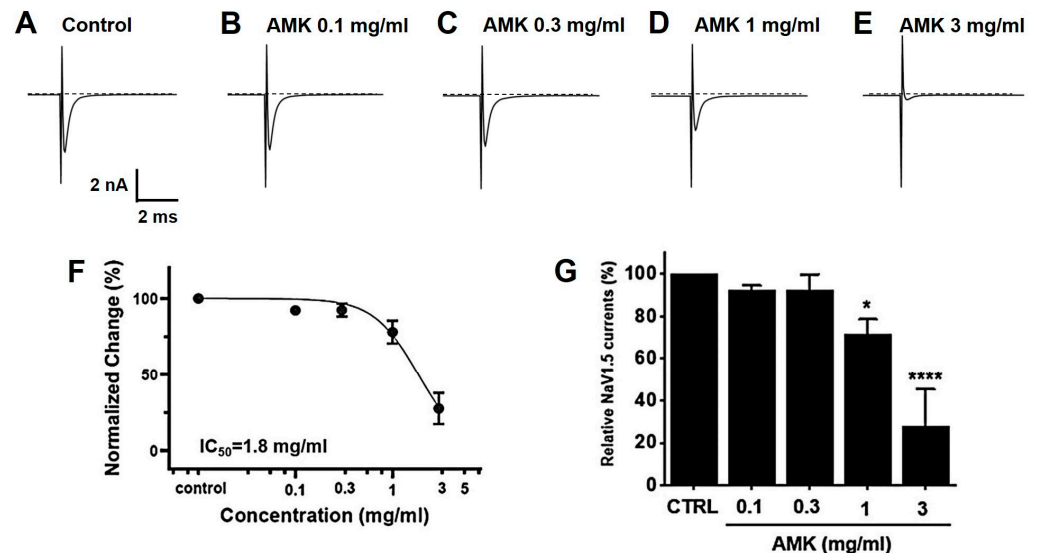 A Control
B AMK 0.1 mg/ml
C AMK 0.3 mg/ml
D AMK 1 mg/ml
E AMK 3 mg/ml
2 nA
2 ms
F
Normalized Change (%)
100
50
0
IC50=1.8 mg/ml
control 0.1 0.3 1 3 5
Concentration (mg/ml)
G
Relative NaV1.5 currents (%)
100
80
60
40
20
0
*
****
CTRL 0.1 0.3 1 3
AMK (mg/ml)